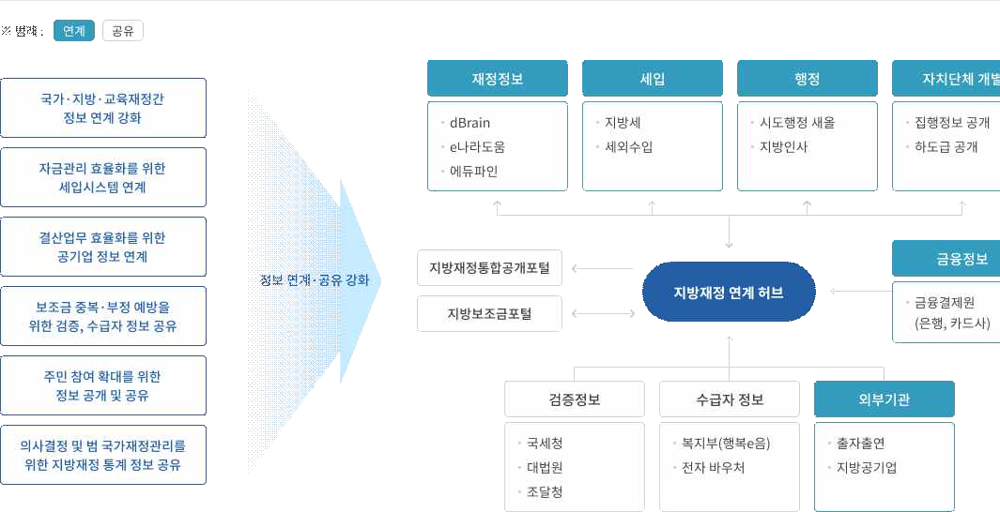 ※ 범례 : 연계 공유
국가·지방·교육재정간
정보 연계 강화
자금관리 효율화를 위한
세입시스템 연계
결산업무 효율화를 위한
공기업 정보 연계
보조금 중복·부정 예방을
위한 검증, 수급자 정보 공유
주민 참여 확대를 위한
정보 공개 및 공유
의사결정 및 범 국가재정관리를
위한 지방재정 통계 정보 공유
정보 연계·공유 강화
재정정보
dBrain
e나라도움
에듀파인
세입
지방세
세외수입
행정
시도행정 새올
지방인사
자치단체 개별
집행정보 공개
하도급 공개
지방재정통합공개포털
지방보조금포털
지방재정 연계 허브
금융정보
금융결제원
(은행, 카드사)
검증정보
국세청
대법원
조달청
수급자 정보
복지부(행복e음)
전자 바우처
외부기관
출자출연
지방공기업